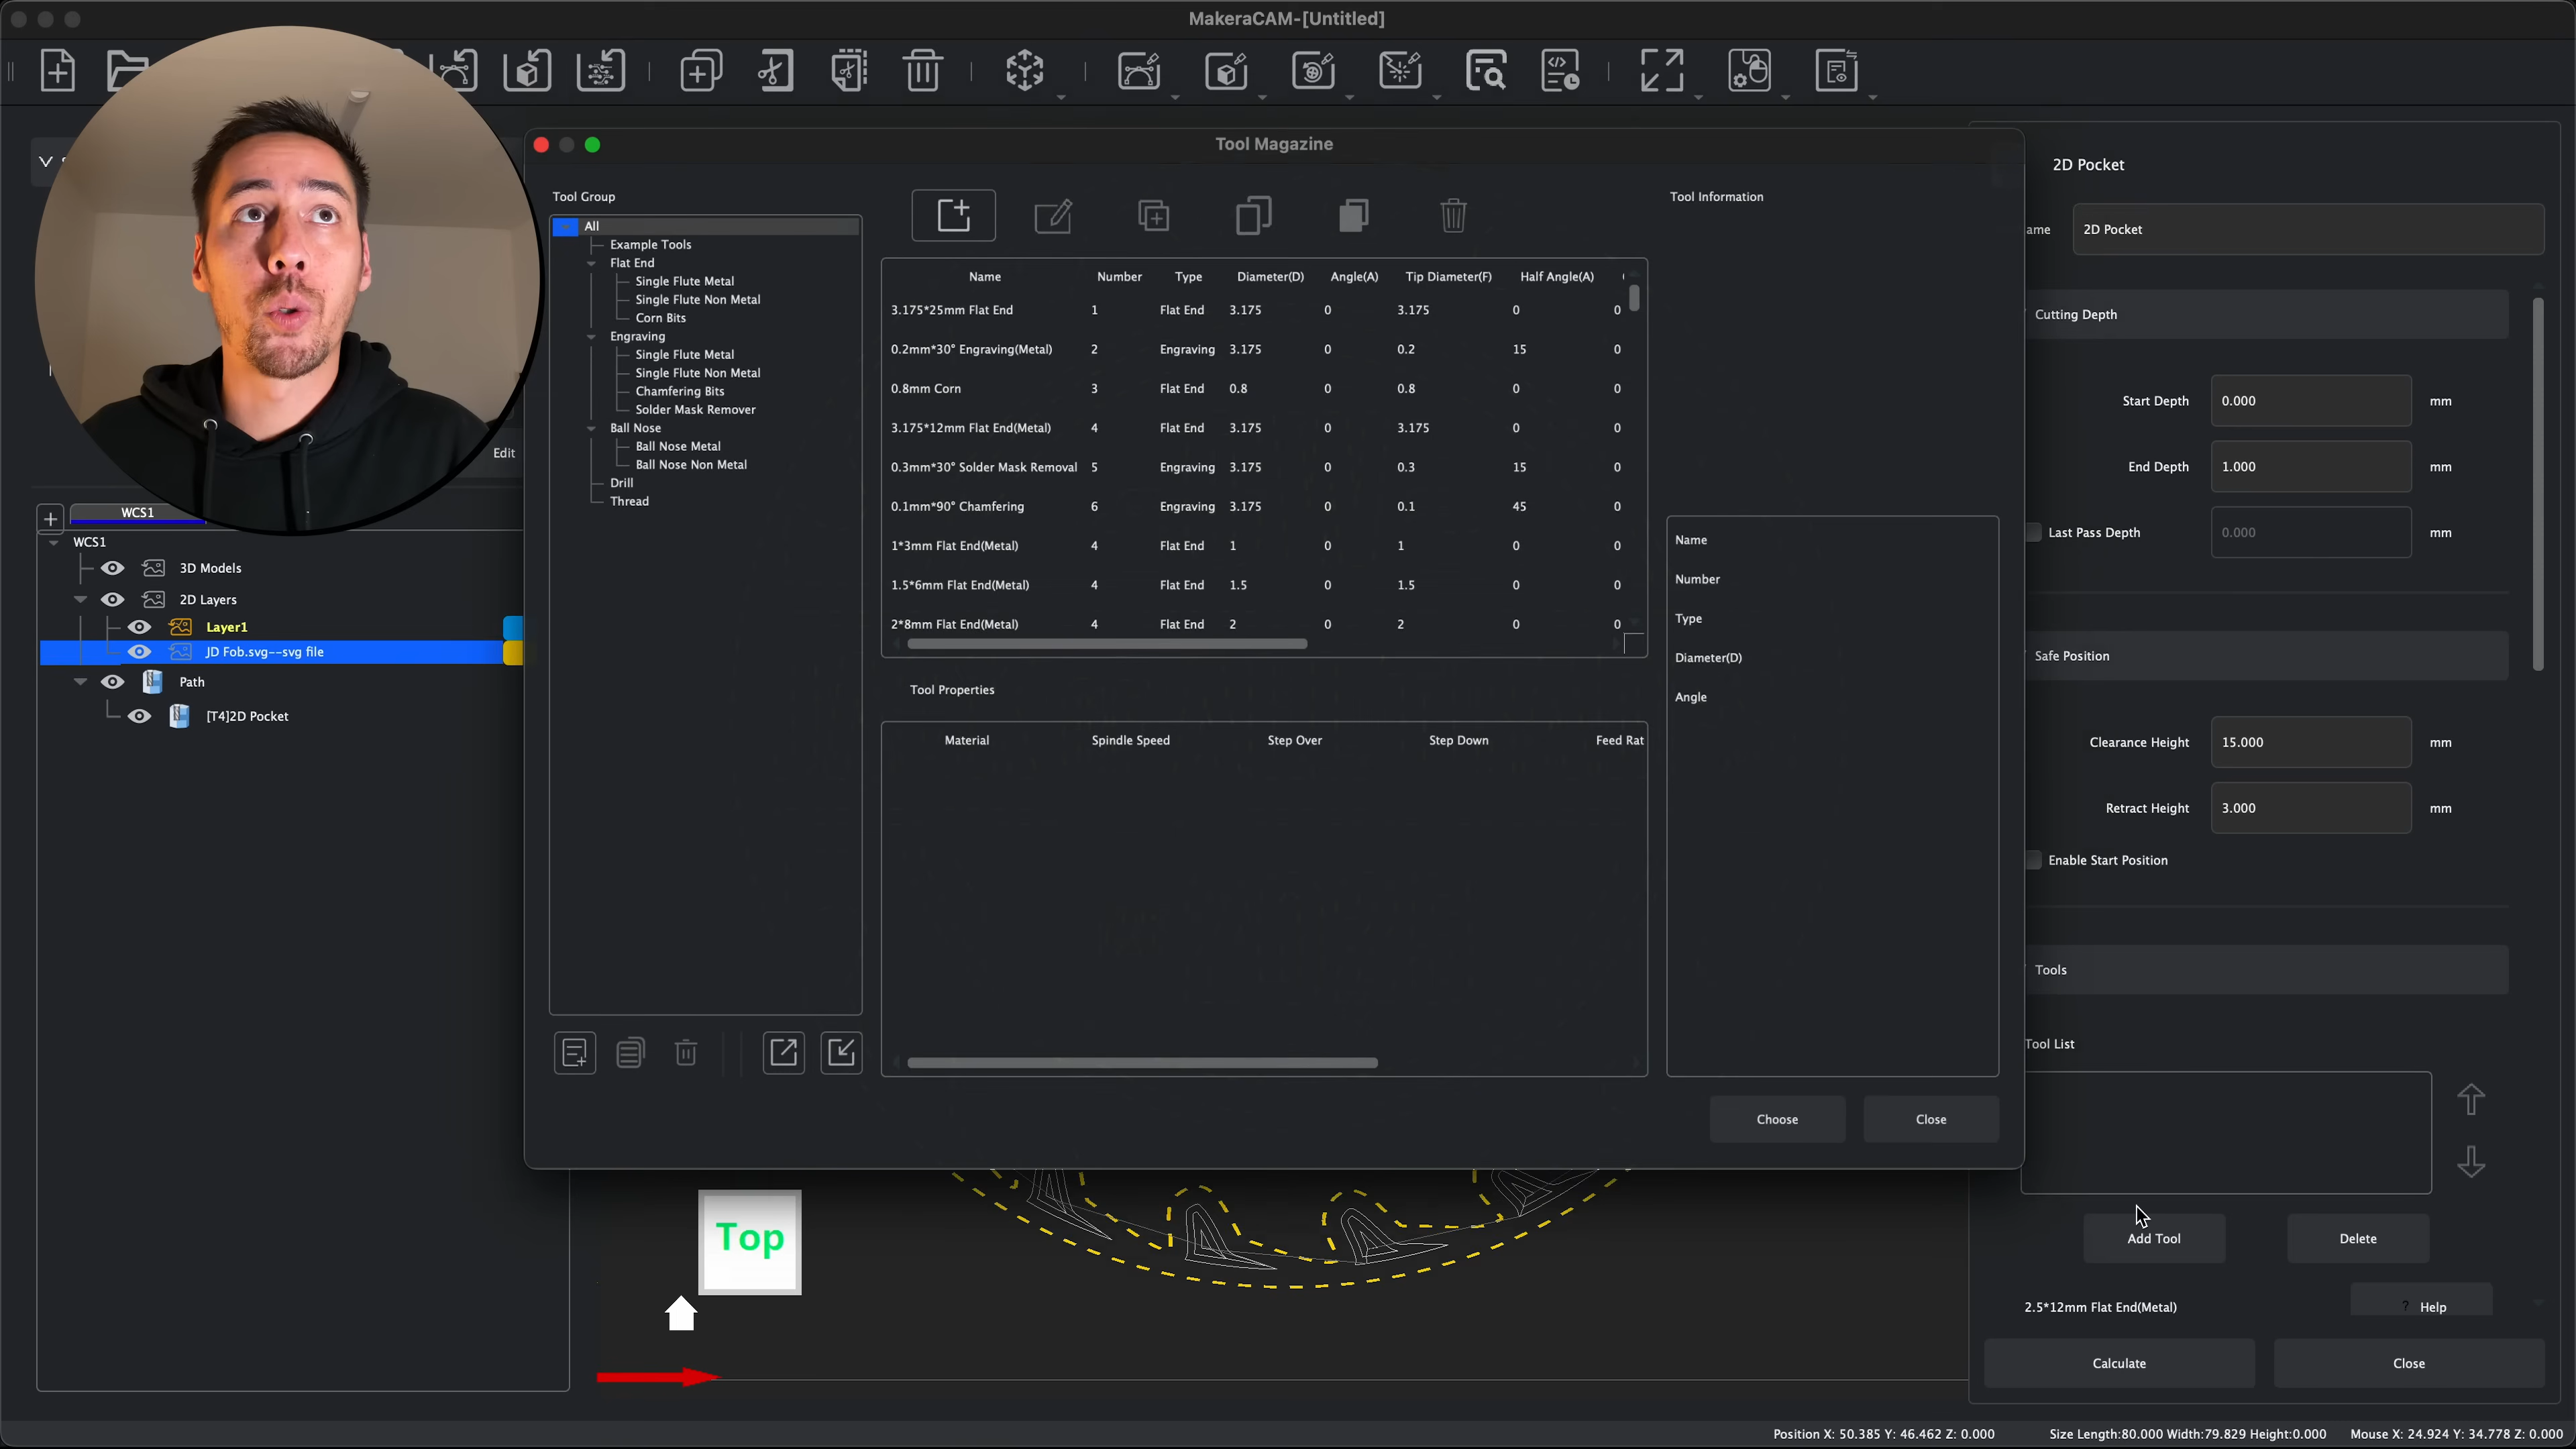 MakeraCAM-[Untitled]
Tool Magazine
Tool Group
All
Example Tools
Flat End
Single Flute Metal
Single Flute Non Metal
Corn Bits
Engraving
Single Flute Metal
Single Flute Non Metal
Chamfering Bits
Solder Mask Remover
Ball Nose
Ball Nose Metal
Ball Nose Non Metal
Drill
Thread
Name Number Type Diameter(D) Angle(A) Tip Diameter(F) Half Angle(A)
3.175*25mm Flat End 1 Flat End 3.175 0 3.175 0 0
0.2mm*30° Engraving(Metal) 2 Engraving 3.175 0 0.2 15 0
0.8mm Corn 3 Flat End 0.8 0 0.8 0 0
3.175*12mm Flat End(Metal) 4 Flat End 3.175 0 3.175 0 0
0.3mm*30° Solder Mask Removal 5 Engraving 3.175 0 0.3 15 0
0.1mm*90° Chamfering 6 Engraving 3.175 0 0.1 45 0
1*3mm Flat End(Metal) 4 Flat End 1 0 1 0 0
1.5*6mm Flat End(Metal) 4 Flat End 1.5 0 1.5 0 0
2*8mm Flat End(Metal) 4 Flat End 2 0 2 0 0
Tool Properties
Material Spindle Speed Step Over Step Down Feed Rat
Tool Information
Name
Number
Type
Diameter(D)
Angle
Choose Close
Edit
WCS1
WCS1
3D Models
2D Layers
Layer1
JD Fob.svg--svg file
Path
[T4]2D Pocket
Top
2D Pocket
ame 2D Pocket
Cutting Depth
Start Depth 0.000 mm
End Depth 1.000 mm
Last Pass Depth 0.000 mm
Safe Position
Clearance Height 15.000 mm
Retract Height 3.000 mm
Enable Start Position
Tools
Tool List
Add Tool Delete
2.5*12mm Flat End(Metal) ? Help
Calculate Close
Position X: 50.385 Y: 46.462 Z: 0.000 Size Length:80.000 Width:79.829 Height:0.000 Mouse X: 24.924 Y: 34.778 Z: 0.000